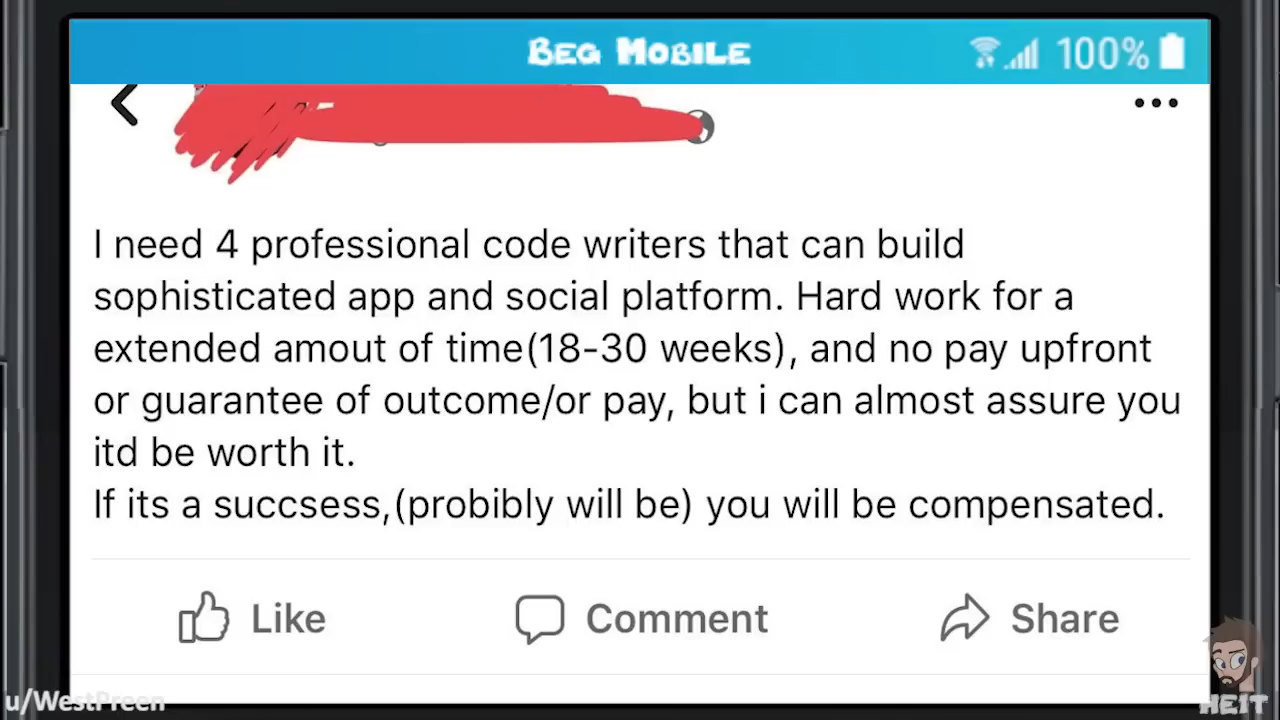 BEG MOBILE
100%
I need 4 professional code writers that can build
sophisticated app and social platform. Hard work for a
extended amout of time(18-30 weeks), and no pay upfront
or guarantee of outcome/or pay, but i can almost assure you
itd be worth it.
If its a succsess,(probibly will be) you will be compensated.
Like
Comment
Share
u/WestPreen
HEIT